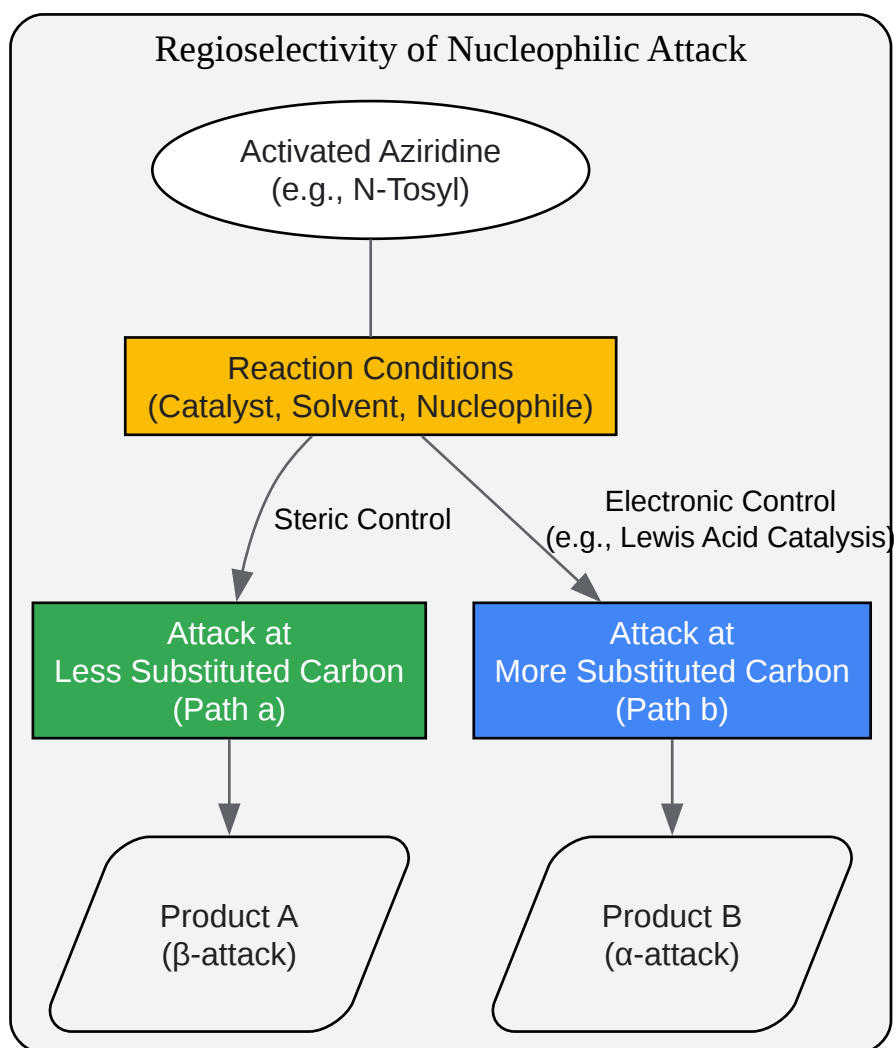 Regioselectivity of Nucleophilic Attack
Activated Aziridine
(e.g., N-Tosyl)
Reaction Conditions
(Catalyst, Solvent, Nucleophile)
Steric Control
Electronic Control
(e.g., Lewis Acid Catalysis)
Attack at
Less Substituted Carbon
(Path a)
Attack at
More Substituted Carbon
(Path b)
Product A
(β-attack)
Product B
(α-attack)